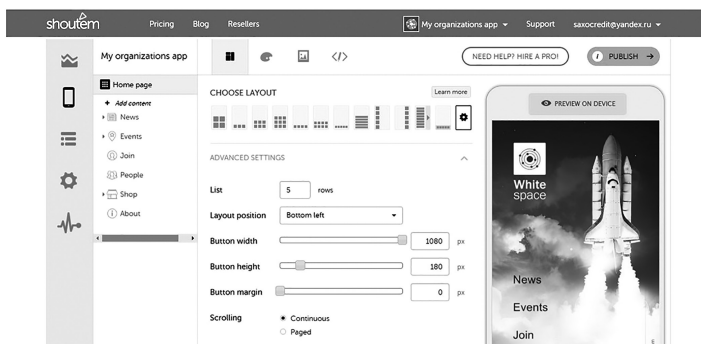 shoutem
Pricing
Blog
Resellers
My organizations app
Support
saxocredit@yandex.ru
My organizations app
</>
NEED HELP? HIRE A PRO!
PUBLISH
Home page
+ Add content
News
Events
Join
People
Shop
About
CHOOSE LAYOUT
Learn more
ADVANCED SETTINGS
List
5
rows
Layout position
Bottom left
Button width
1080
px
Button height
180
px
Button margin
0
px
Scrolling
Continuous
Paged
PREVIEW ON DEVICE
White
space
News
Events
Join